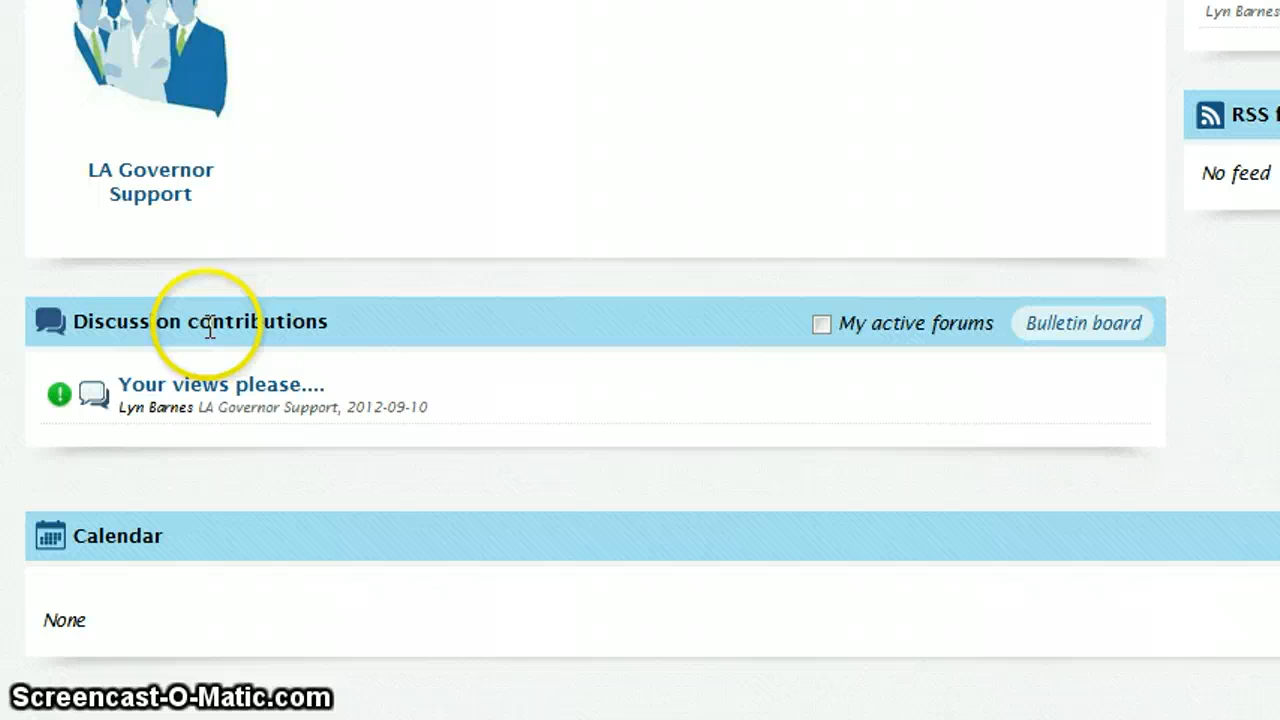 Lyn Barnes
RSS f
No feed
LA Governor
Support
Discussion contributions
My active forums
Bulletin board
Your views please....
Lyn Barnes LA Governor Support, 2012-09-10
Calendar
None
Screencast-O-Matic.com